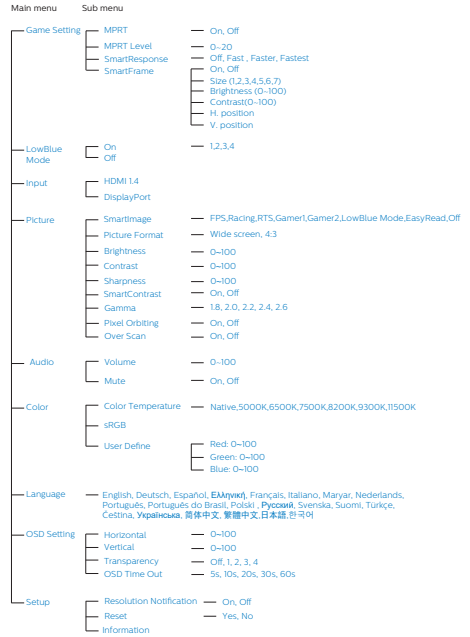 Main menu Sub menu
Game Setting MPRT On, Off
MPRT Level 0~20
SmartResponse Off, Fast , Faster, Fastest
SmartFrame On, Off
Size (1,2,3,4,5,6,7)
Brightness (0~100)
Contrast(0~100)
H. position
V. position
LowBlue Mode On 1,2,3,4
Off
Input HDMI 1.4
DisplayPort
Picture SmartImage FPS,Racing,RTS,Gamer1,Gamer2,LowBlue Mode,EasyRead,Off
Picture Format Wide screen, 4:3
Brightness 0~100
Contrast 0~100
Sharpness 0~100
SmartContrast On, Off
Gamma 1.8, 2.0, 2.2, 2.4, 2.6
Pixel Orbiting On, Off
Over Scan On, Off
Audio Volume 0~100
Mute On, Off
Color Color Temperature Native,5000K,6500K,7500K,8200K,9300K,11500K
sRGB
User Define Red: 0~100
Green: 0~100
Blue: 0~100
Language English, Deutsch, Español, Ελληνική, Français, Italiano, Maryar, Nederlands,
Português, Português do Brasil, Polski , Русский, Svenska, Suomi, Türkçe,
Čeština, Українська, 简体中文, 繁體中文,日本語,한국어
OSD Setting Horizontal 0~100
Vertical 0~100
Transparency Off, 1, 2, 3, 4
OSD Time Out 5s, 10s, 20s, 30s, 60s
Setup Resolution Notification On, Off
Reset Yes, No
Information